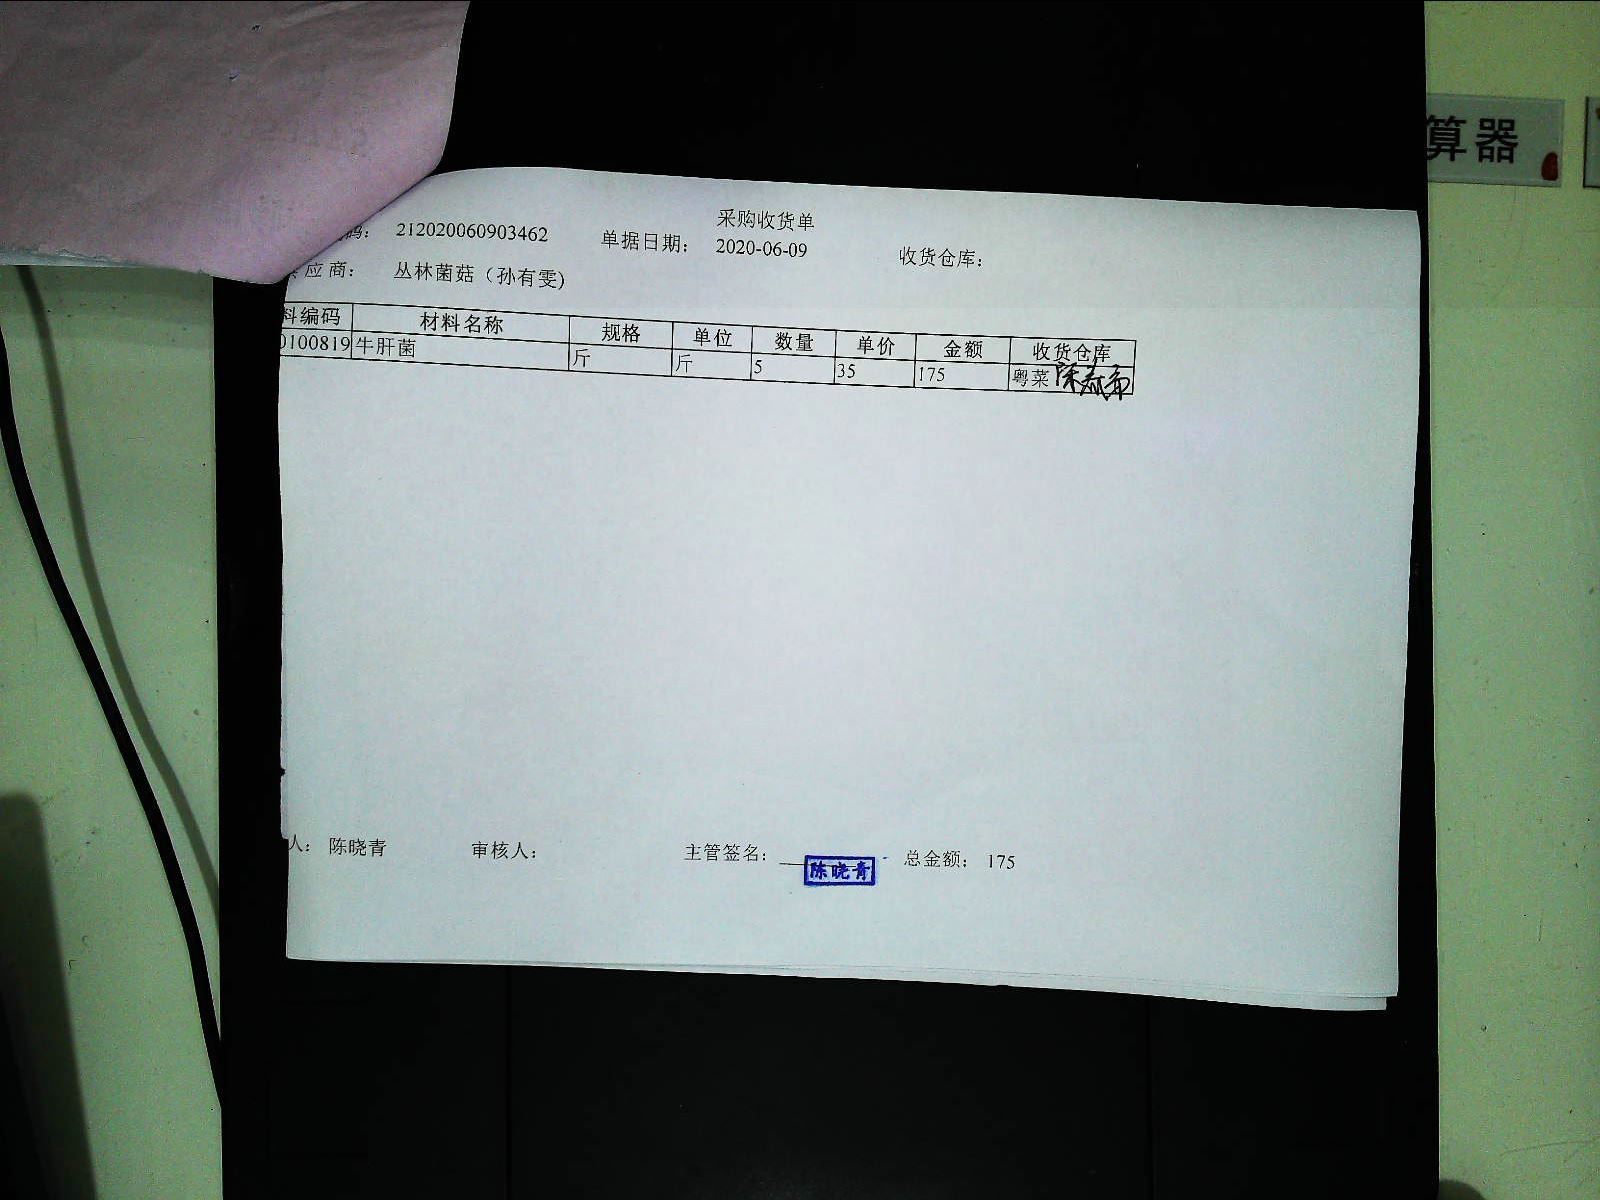 算器
采购收货单
码： 212020060903462 单据日期： 2020-06-09 收货仓库：
应商： 丛林菌菇（孙有雯）
料编码 材料名称 规格 单位 数量 单价 金额 收货仓库
0100819 牛肝菌 斤 斤 5 35 175 粤菜
人： 陈晓青 审核人： 主管签名： 陈晓青 总金额： 175